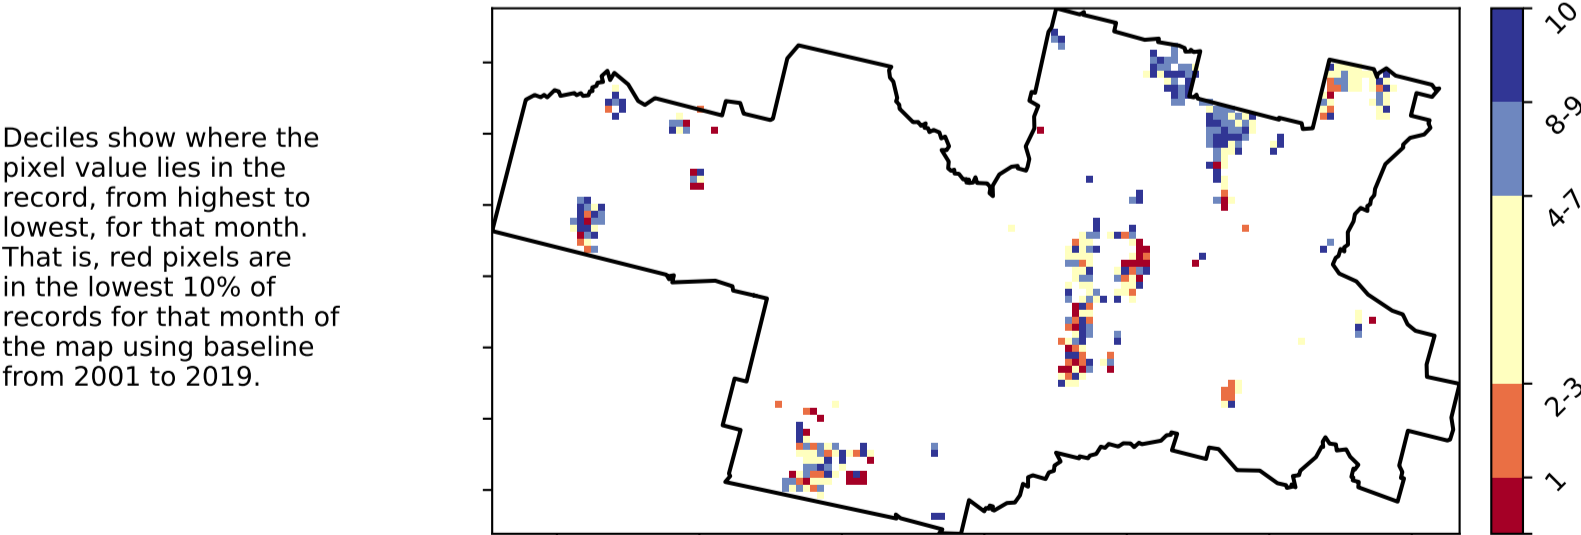 Deciles show where the
pixel value lies in the
record, from highest to
lowest, for that month.
That is, red pixels are
in the lowest 10% of
records for that month of
the map using baseline
from 2001 to 2019.
10
8-9
4-7
2-3
1